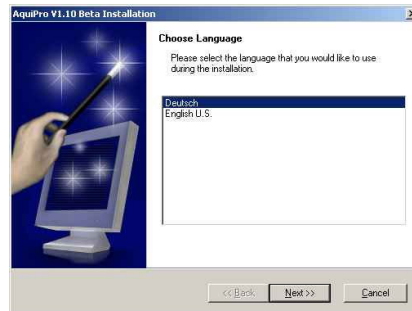 AquiPro V1.10 Beta Installation
Choose Language
Please select the language that you would like to use
during the installation.
Deutsch
English U.S.
<< Back
Next >>
Cancel